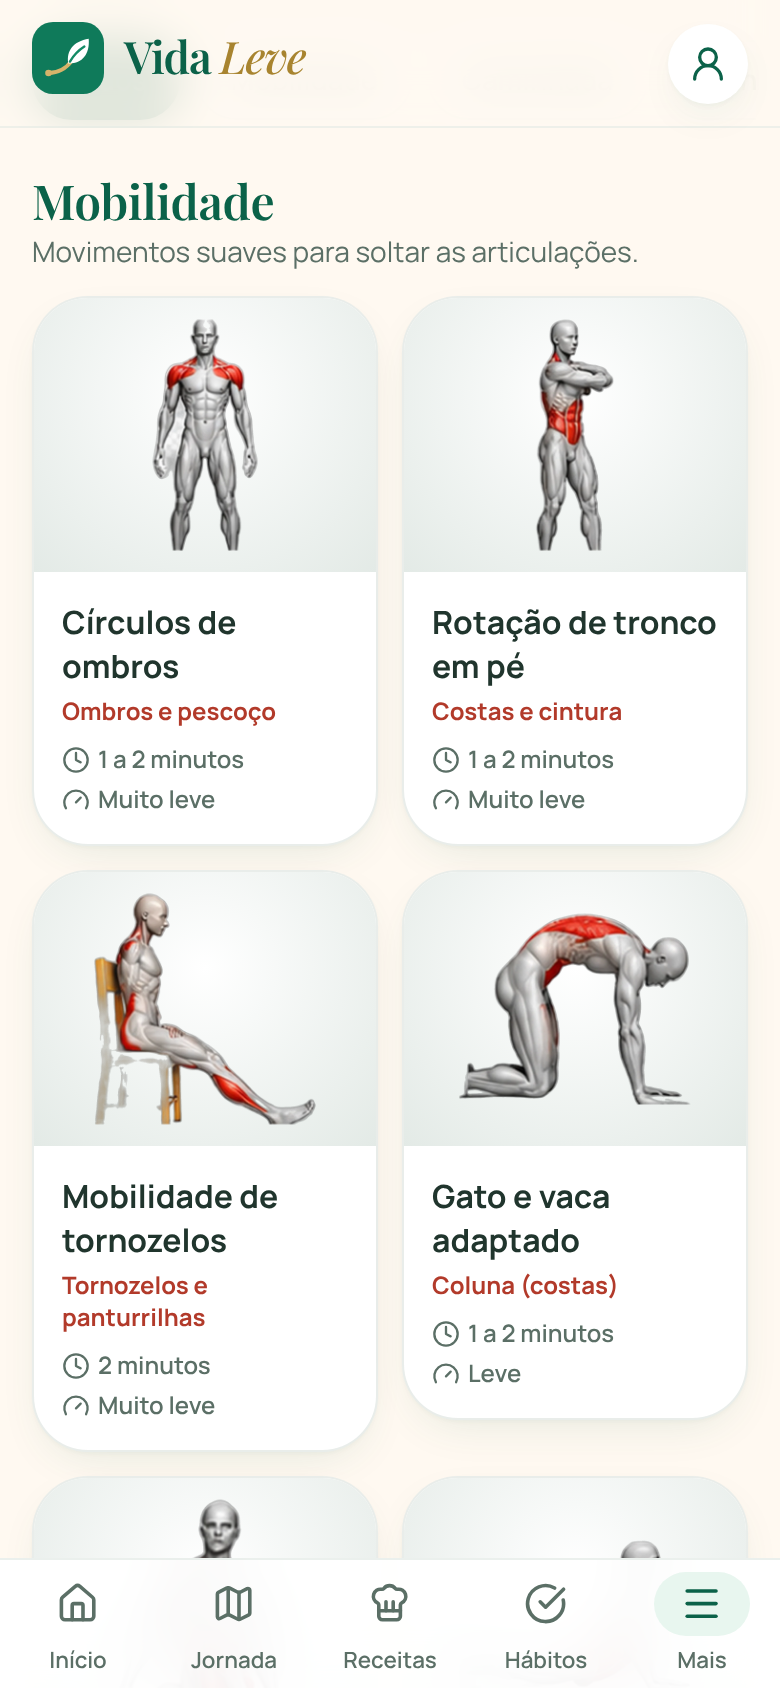 Vida Leve
Mobilidade
Movimentos suaves para soltar as articulações.
Círculos de
ombros
Ombros e pescoço
1 a 2 minutos
Muito leve
Rotação de tronco
em pé
Costas e cintura
1 a 2 minutos
Muito leve
Mobilidade de
tornozelos
Tornozelos e
panturrilhas
2 minutos
Muito leve
Gato e vaca
adaptado
Coluna (costas)
1 a 2 minutos
Leve
Início
Jornada
Receitas
Hábitos
Mais